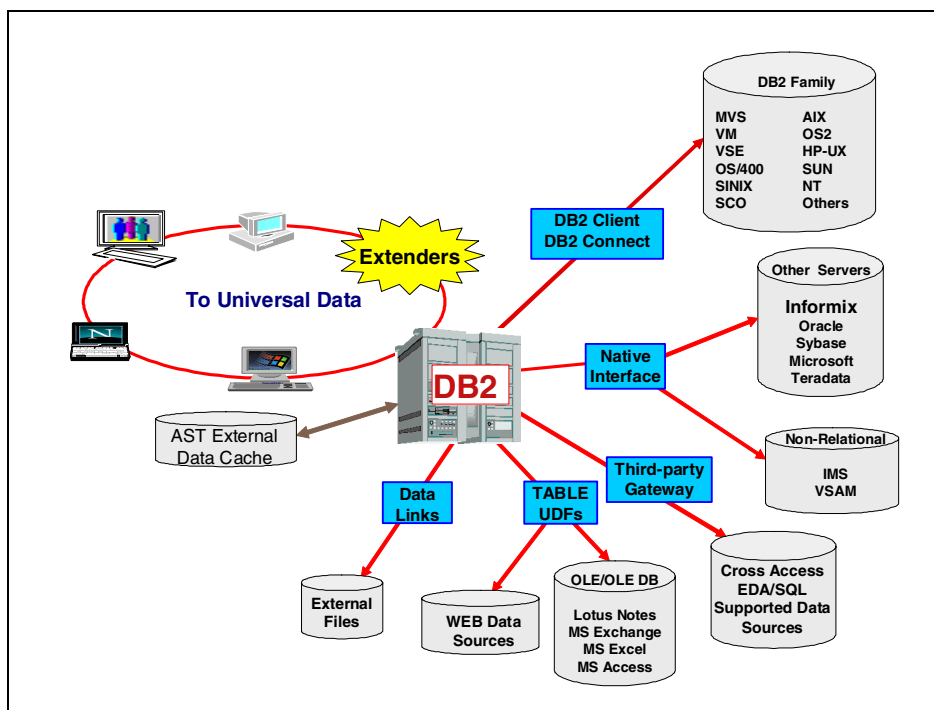 DB2 Family
MVS AIX
VM OS2
VSE HP-UX
OS/400 SUN
SINIX NT
SCO Others
DB2 Client
DB2 Connect
Extenders
To Universal Data
N
Other Servers
Informix
Oracle
Sybase
Microsoft
Teradata
Native
Interface
DB2
AST External
Data Cache
Non-Relational
IMS
VSAM
Third-party
Gateway
Data
Links
TABLE
UDFs
External
Files
WEB Data
Sources
OLE/OLE DB
Lotus Notes
MS Exchange
MS Excel
MS Access
Cross Access
EDA/SQL
Supported Data
Sources